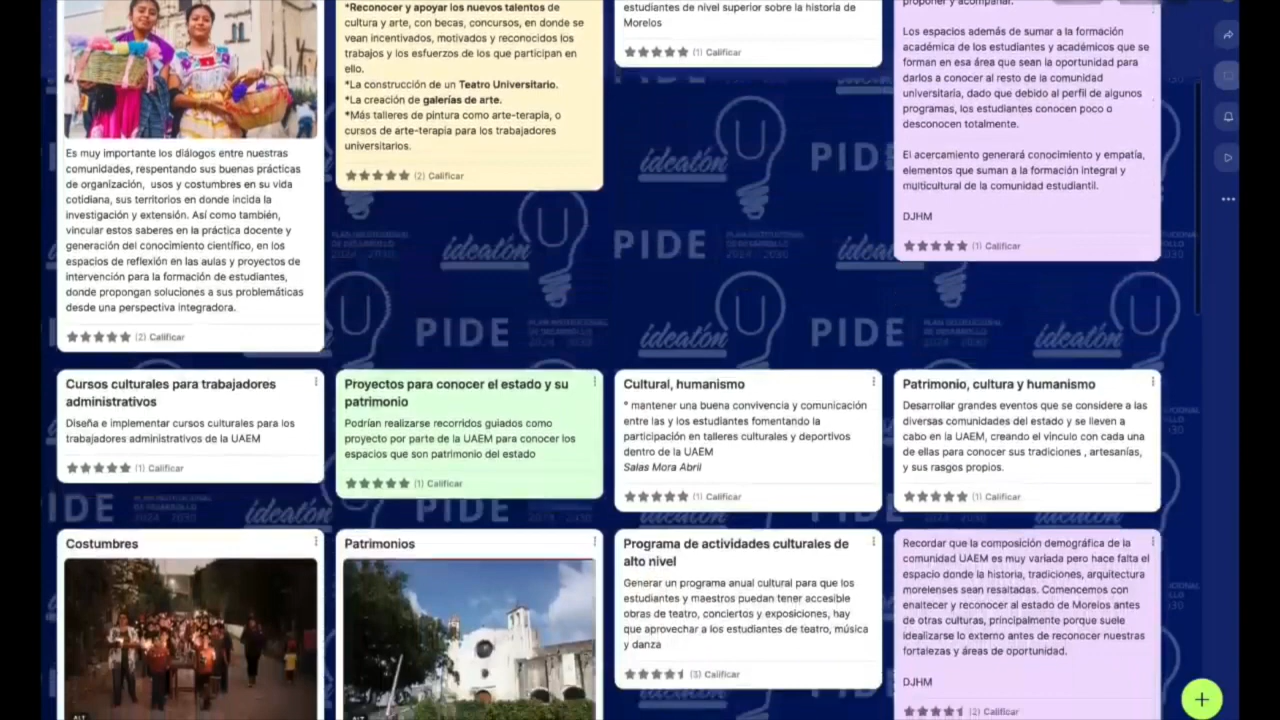 Es muy importante los diálogos entre nuestras
comunidades, respentando sus buenas prácticas
de organización, usos y costumbres en su vida
cotidiana, sus territorios en donde incida la
investigación y extensión. Así como también,
vincular estos saberes en la práctica docente y
generación del conocimiento científico, en los
espacios de reflexión en las aulas y proyectos de
intervención para la formación de estudiantes,
donde propongan soluciones a sus problemáticas
desde una perspectiva integradora.
(2) Calificar
*Reconocer y apoyar los nuevos talentos de
cultura y arte, con becas, concursos, en donde se
vean incentivados, motivados y reconocidos los
trabajos y los esfuerzos de los que participan en
ello.
*La construcción de un Teatro Universitario.
*La creación de galerías de arte.
*Más talleres de pintura como arte-terapia, o
cursos de arte-terapia para los trabajadores
universitarios.
(2) Calificar
estudiantes de nivel superior sobre la historia de
Morelos
(1) Calificar
proponer y acompañar.
Los espacios además de sumar a la formación
académica de los estudiantes y académicos que se
forman en esa área que sean la oportunidad para
darlos a conocer al resto de la comunidad
universitaria, dado que debido al perfil de algunos
programas, los estudiantes conocen poco o
desconocen totalmente.
El acercamiento generará conocimiento y empatía,
elementos que suman a la formación integral y
multicultural de la comunidad estudiantil.
DJHM
(1) Calificar
ideatón
PIDE
PLAN INSTITUCIONAL
DE DESARROLLO
2024 - 2030
Cursos culturales para trabajadores
administrativos
Diseña e implementar cursos culturales para los
trabajadores administrativos de la UAEM
(1) Calificar
Proyectos para conocer el estado y su
patrimonio
Podrían realizarse recorridos guiados como
proyecto por parte de la UAEM para conocer los
espacios que son patrimonio del estado
(1) Calificar
Cultural, humanismo
° mantener una buena convivencia y comunicación
entre las y los estudiantes fomentando la
participación en talleres culturales y deportivos
dentro de la UAEM
Salas Mora Abril
(1) Calificar
Patrimonio, cultura y humanismo
Desarrollar grandes eventos que se considere a las
diversas comunidades del estado y se lleven a
cabo en la UAEM, creando el vinculo con cada una
de ellas para conocer sus tradiciones , artesanías,
y sus rasgos propios.
(1) Calificar
Costumbres
ALT
Patrimonios
ALT
Programa de actividades culturales de
alto nivel
Generar un programa anual cultural para que los
estudiantes y maestros puedan tener accesible
obras de teatro, conciertos y exposiciones, hay
que aprovechar a los estudiantes de teatro, música
y danza
(3) Calificar
Recordar que la composición demográfica de la
comunidad UAEM es muy variada pero hace falta el
espacio donde la historia, tradiciones, arquitectura
morelenses sean resaltadas. Comencemos con
enaltecer y reconocer al estado de Morelos antes
de otras culturas, principalmente porque suele
idealizarse lo externo antes de reconocer nuestras
fortalezas y áreas de oportunidad.
DJHM
(2) Calificar